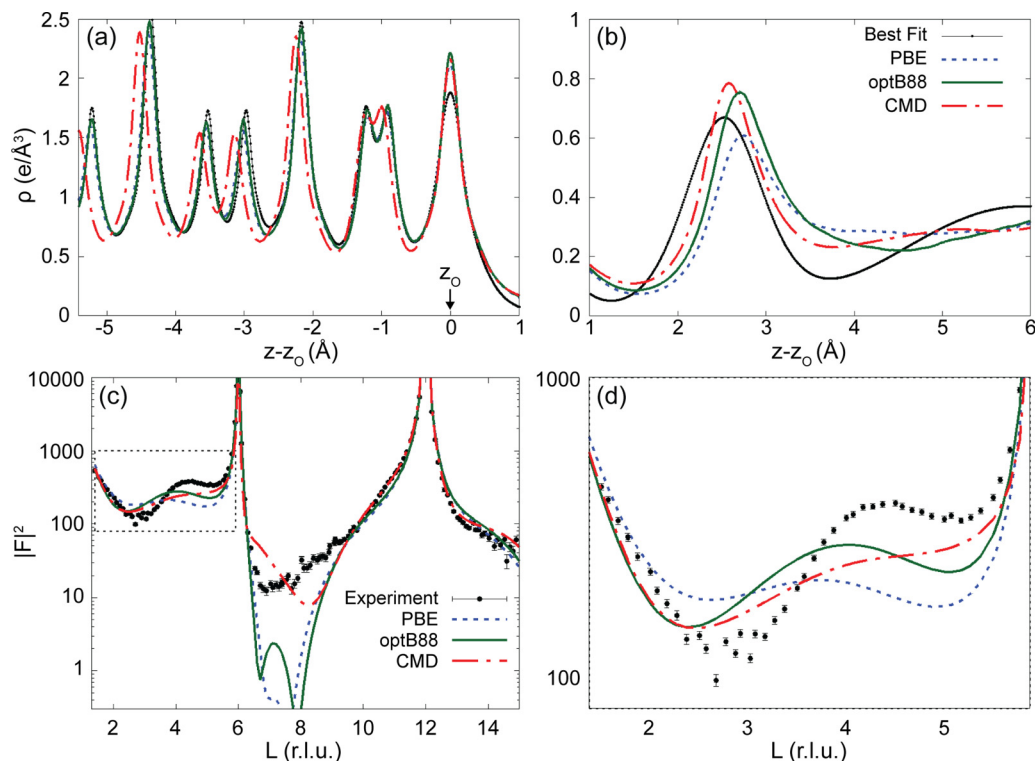 (a)
ρ (e/Å³)
2.5
2
1.5
1
0.5
0
z_O
-5 -4 -3 -2 -1 0 1
z-z_O (Å)
(b)
Best Fit
PBE
optB88
CMD
1
0.8
0.6
0.4
0.2
0
1 2 3 4 5 6
z-z_O (Å)
(c)
|F|²
10000
1000
100
10
1
Experiment
PBE
optB88
CMD
2 4 6 8 10 12 14
L (r.l.u.)
(d)
1000
100
2 3 4 5
L (r.l.u.)